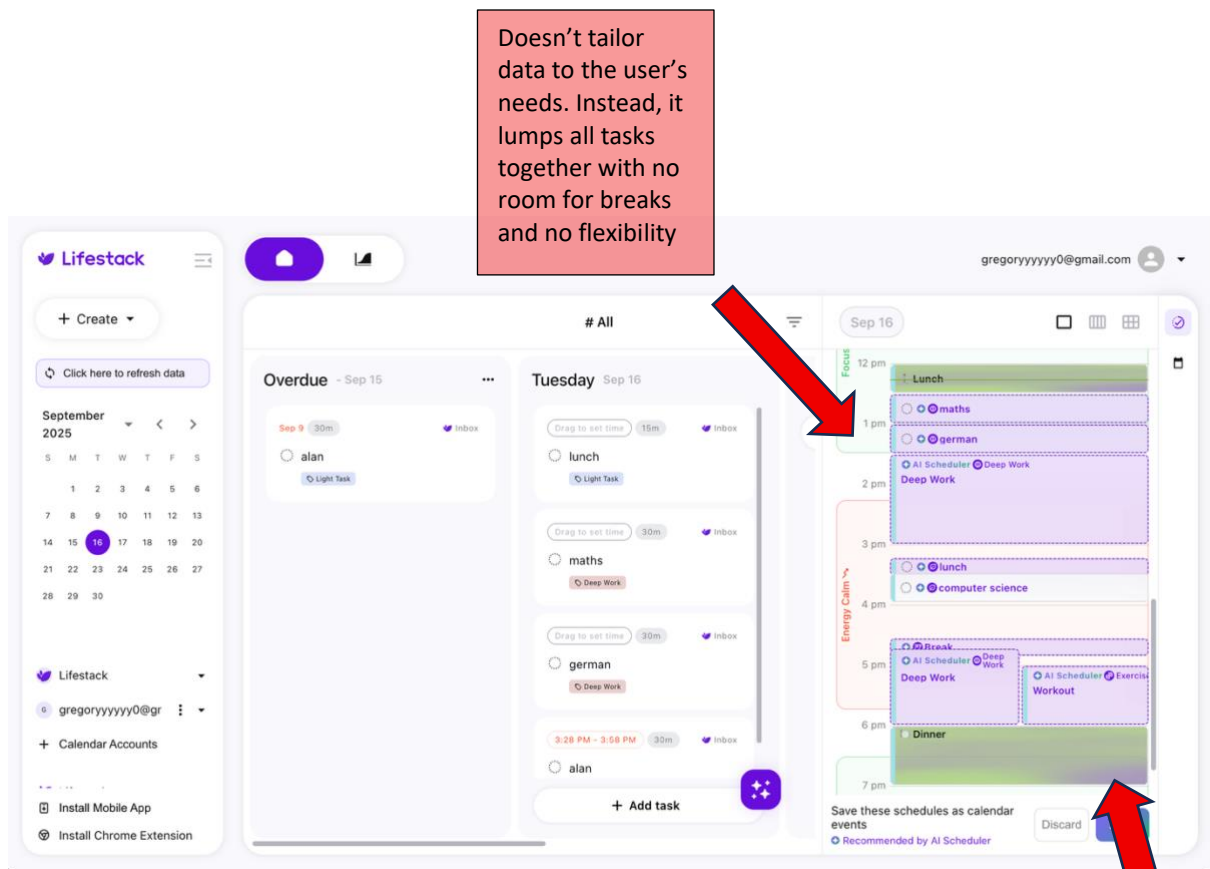 Doesn’t tailor
data to the user’s
needs. Instead, it
lumps all tasks
together with no
room for breaks
and no flexibility
Lifestack
gregoryyyyyy0@gmail.com
+ Create
Click here to refresh data
September
2025
S M T W T F S
1 2 3 4 5 6
7 8 9 10 11 12 13
14 15 16 17 18 19 20
21 22 23 24 25 26 27
28 29 30
Lifestack
G gregoryyyyyy0@gr
+ Calendar Accounts
Install Mobile App
Install Chrome Extension
# All
Overdue - Sep 15
Sep 9 30m Inbox
alan
Light Task
Tuesday Sep 16
Drag to set time 15m Inbox
lunch
Light Task
Drag to set time 30m Inbox
maths
Deep Work
Drag to set time 30m Inbox
german
Deep Work
3:28 PM - 3:58 PM 30m Inbox
alan
+ Add task
Sep 16
Focus
12 pm
Lunch
maths
1 pm
german
AI Scheduler Deep Work
Deep Work
2 pm
3 pm
Energy Calm
lunch
computer science
4 pm
Break
5 pm
AI Scheduler Deep
Work
Deep Work
AI Scheduler Exercis
Workout
6 pm
Dinner
7 pm
Save these schedules as calendar
events
Recommended by AI Scheduler
Discard